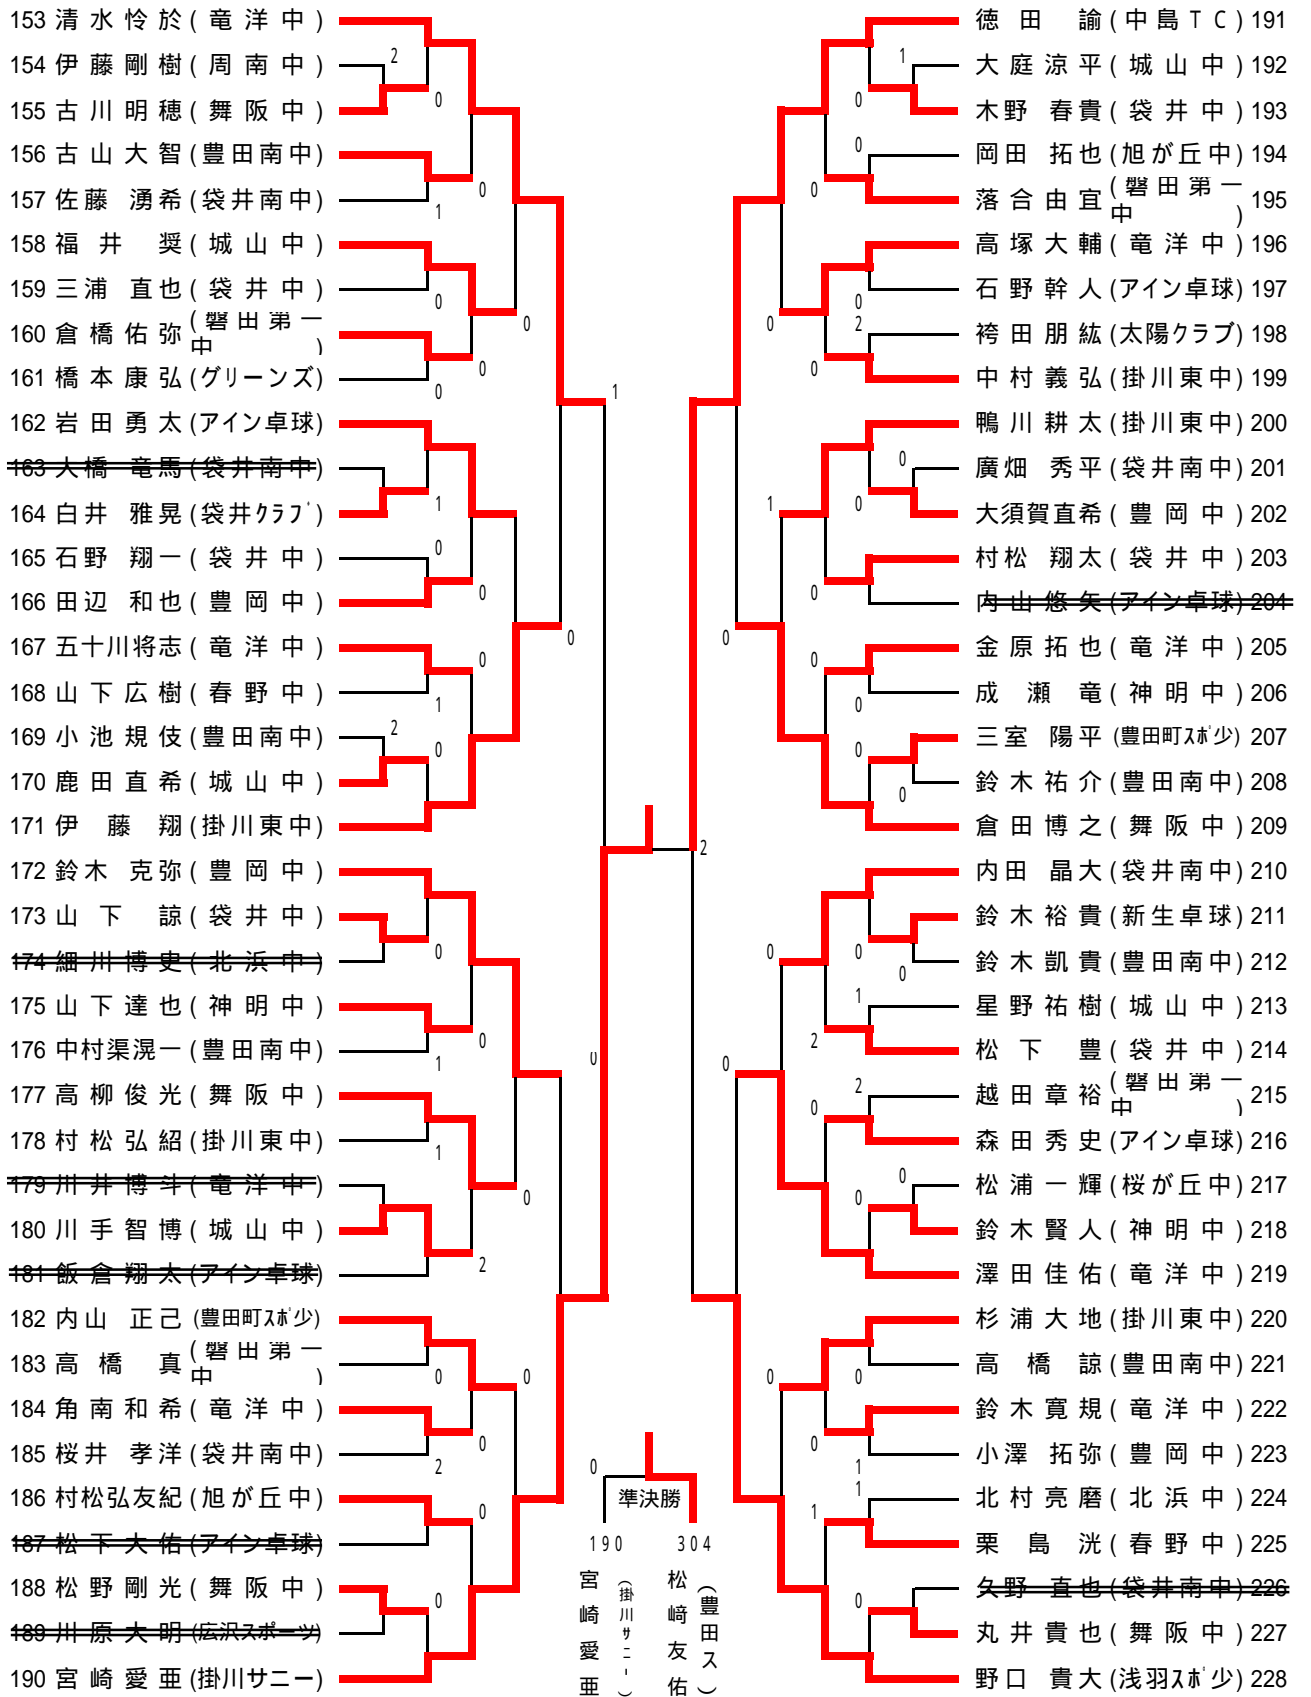 153 清水怜於(竜洋中)
154 伊藤剛樹(周南中)
155 古川明穂(舞阪中)
156 古山大智(豊田南中)
157 佐藤 湧希(袋井南中)
158 福井 奨(城山中)
159 三浦 直也(袋井中)
160 倉橋佑弥(磐田第一中)
161 橋本康弘(グリーンズ)
162 岩田勇太(アイン卓球)
163 大橋 竜馬(袋井南中)
164 白井 雅晃(袋井クラブ)
165 石野 翔一(袋井中)
166 田辺 和也(豊岡中)
167 五十川将志(竜洋中)
168 山下広樹(春野中)
169 小池規伎(豊田南中)
170 鹿田直希(城山中)
171 伊藤 翔(掛川東中)
172 鈴木 克弥(豊岡中)
173 山下 諒(袋井中)
174 細川博史(北浜中)
175 山下達也(神明中)
176 中村渠滉一(豊田南中)
177 高柳俊光(舞阪中)
178 村松弘紹(掛川東中)
179 川井博斗(竜洋中)
180 川手智博(城山中)
181 飯倉翔太(アイン卓球)
182 内山 正己(豊田町スポ少)
183 高橋 真(磐田第一中)
184 角南和希(竜洋中)
185 桜井 孝洋(袋井南中)
186 村松弘友紀(旭が丘中)
187 松下大佑(アイン卓球)
188 松野剛光(舞阪中)
189 川原大明(広沢スポーツ)
190 宮崎愛亜(掛川サニー)
徳田 諭(中島TC) 191
大庭涼平(城山中) 192
木野 春貴(袋井中) 193
岡田 拓也(旭が丘中) 194
落合由宜(磐田第一中) 195
高塚大輔(竜洋中) 196
石野幹人(アイン卓球) 197
袴田朋紘(太陽クラブ) 198
中村義弘(掛川東中) 199
鴨川耕太(掛川東中) 200
廣畑 秀平(袋井南中) 201
大須賀直希(豊岡中) 202
村松 翔太(袋井中) 203
内山悠矢(アイン卓球) 204
金原拓也(竜洋中) 205
成瀬 竜(神明中) 206
三室 陽平(豊田町スポ少) 207
鈴木祐介(豊田南中) 208
倉田博之(舞阪中) 209
内田 晶大(袋井南中) 210
鈴木裕貴(新生卓球) 211
鈴木凱貴(豊田南中) 212
星野祐樹(城山中) 213
松下 豊(袋井中) 214
越田章裕(磐田第一中) 215
森田秀史(アイン卓球) 216
松浦一輝(桜が丘中) 217
鈴木賢人(神明中) 218
澤田佳佑(竜洋中) 219
杉浦大地(掛川東中) 220
高橋 諒(豊田南中) 221
鈴木寛規(竜洋中) 222
小澤 拓弥(豊岡中) 223
北村亮磨(北浜中) 224
栗島 洸(春野中) 225
久野 直也(袋井南中) 226
丸井貴也(舞阪中) 227
野口 貴大(浅羽スポ少) 228
0
準決勝
190 304
宮崎愛亜(掛川サニー)
松﨑友佑(豊田ス)